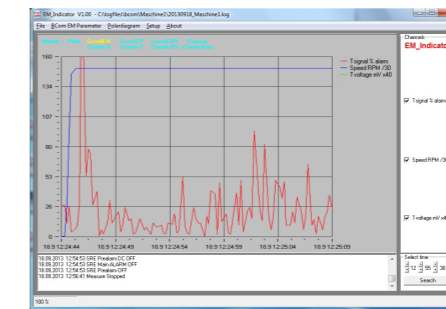 EM_Indicator V1.00 - C:\logfiles\bcom\Maschine1\20130918_Maschine1.log
File BCom EM Parameter Polerdiagram Setup About
160
134
107
80
53
26
0
18.9 12:24:44 18.9 12:24:49 18.9 12:24:54 18.9 12:24:59 18.9 12:25:04 18.9 12:25:09
Tsignal % alarm
Speed RPM /30
Tvoltage mV x40
Channels
EM_Indicato
Tsignal % alarm
Speed RPM /3
Tvoltage mV x4
18.09.2013 12:54:53 SRE Prealarm DC OFF
18.09.2013 12:54:53 SRE Main ALARM OFF
18.09.2013 12:54:53 SRE Prealarm OFF
18.09.2013 12:56:41 Measure Stopped
Select time
12 55 36
Search
100 %